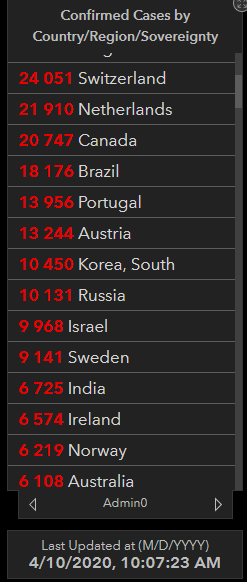 Confirmed Cases by
Country/Region/Sovereignty
24 051 Switzerland
21 910 Netherlands
20 747 Canada
18 176 Brazil
13 956 Portugal
13 244 Austria
10 450 Korea, South
10 131 Russia
9 968 Israel
9 141 Sweden
6 725 India
6 574 Ireland
6 219 Norway
6 108 Australia
Admin0
Last Updated at (M/D/YYYY)
4/10/2020, 10:07:23 AM